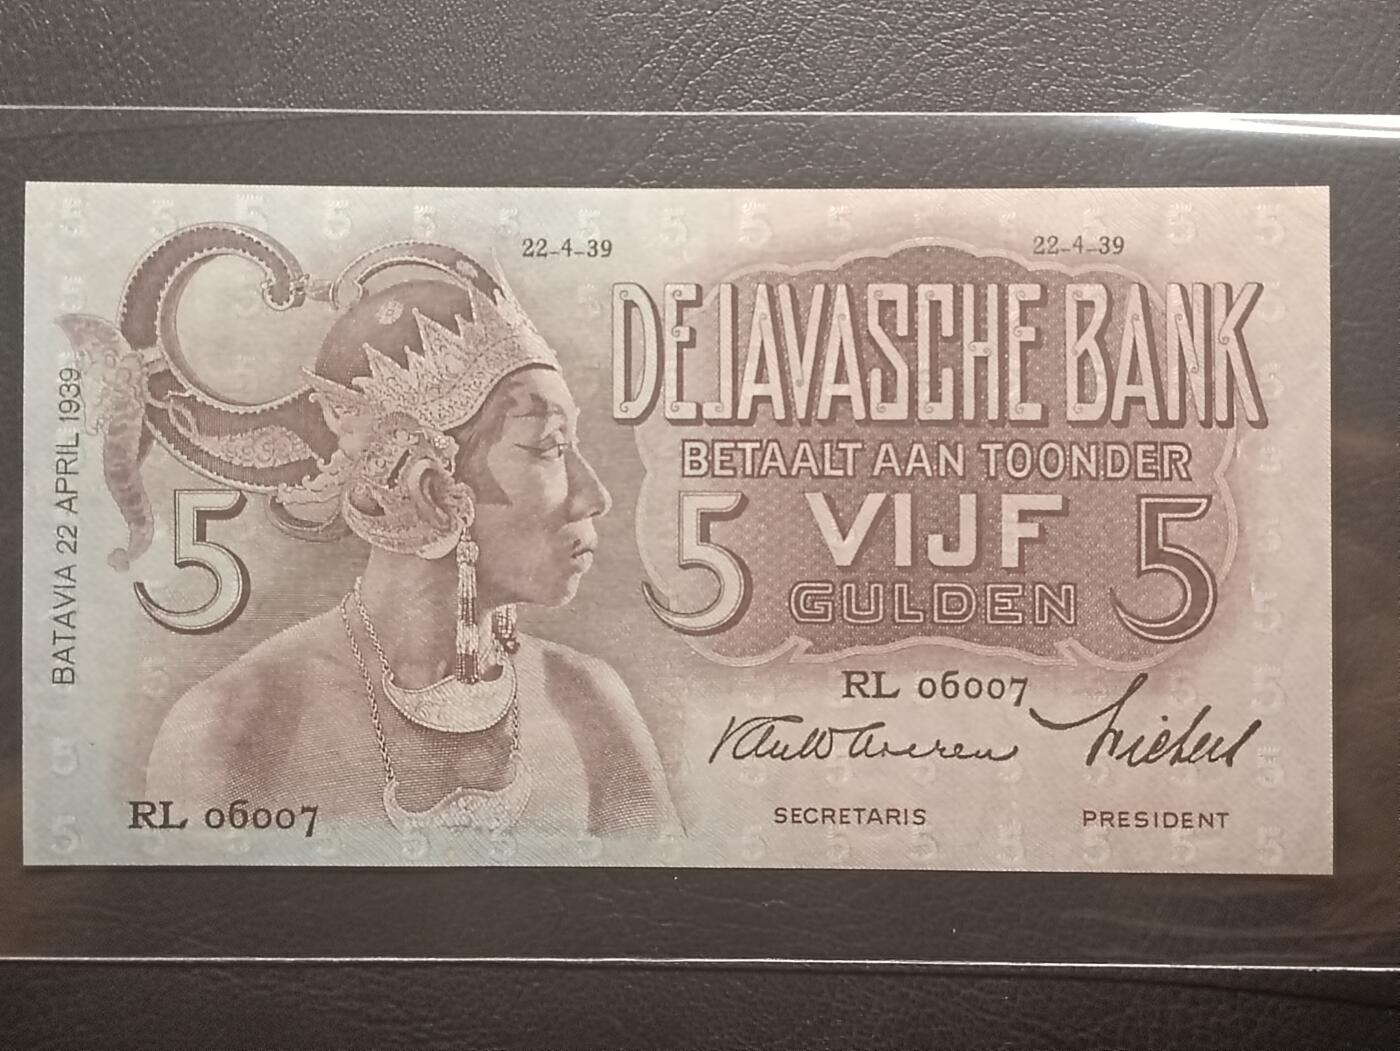 22-4-39
22-4-39
DE JAVASCHE BANK
BETAALT AAN TOONDER
5
5
VIJF
5
GULDEN
BATAVIA 22 APRIL 1939
RL 06007
RL 06007
SECRETARIS
PRESIDENT